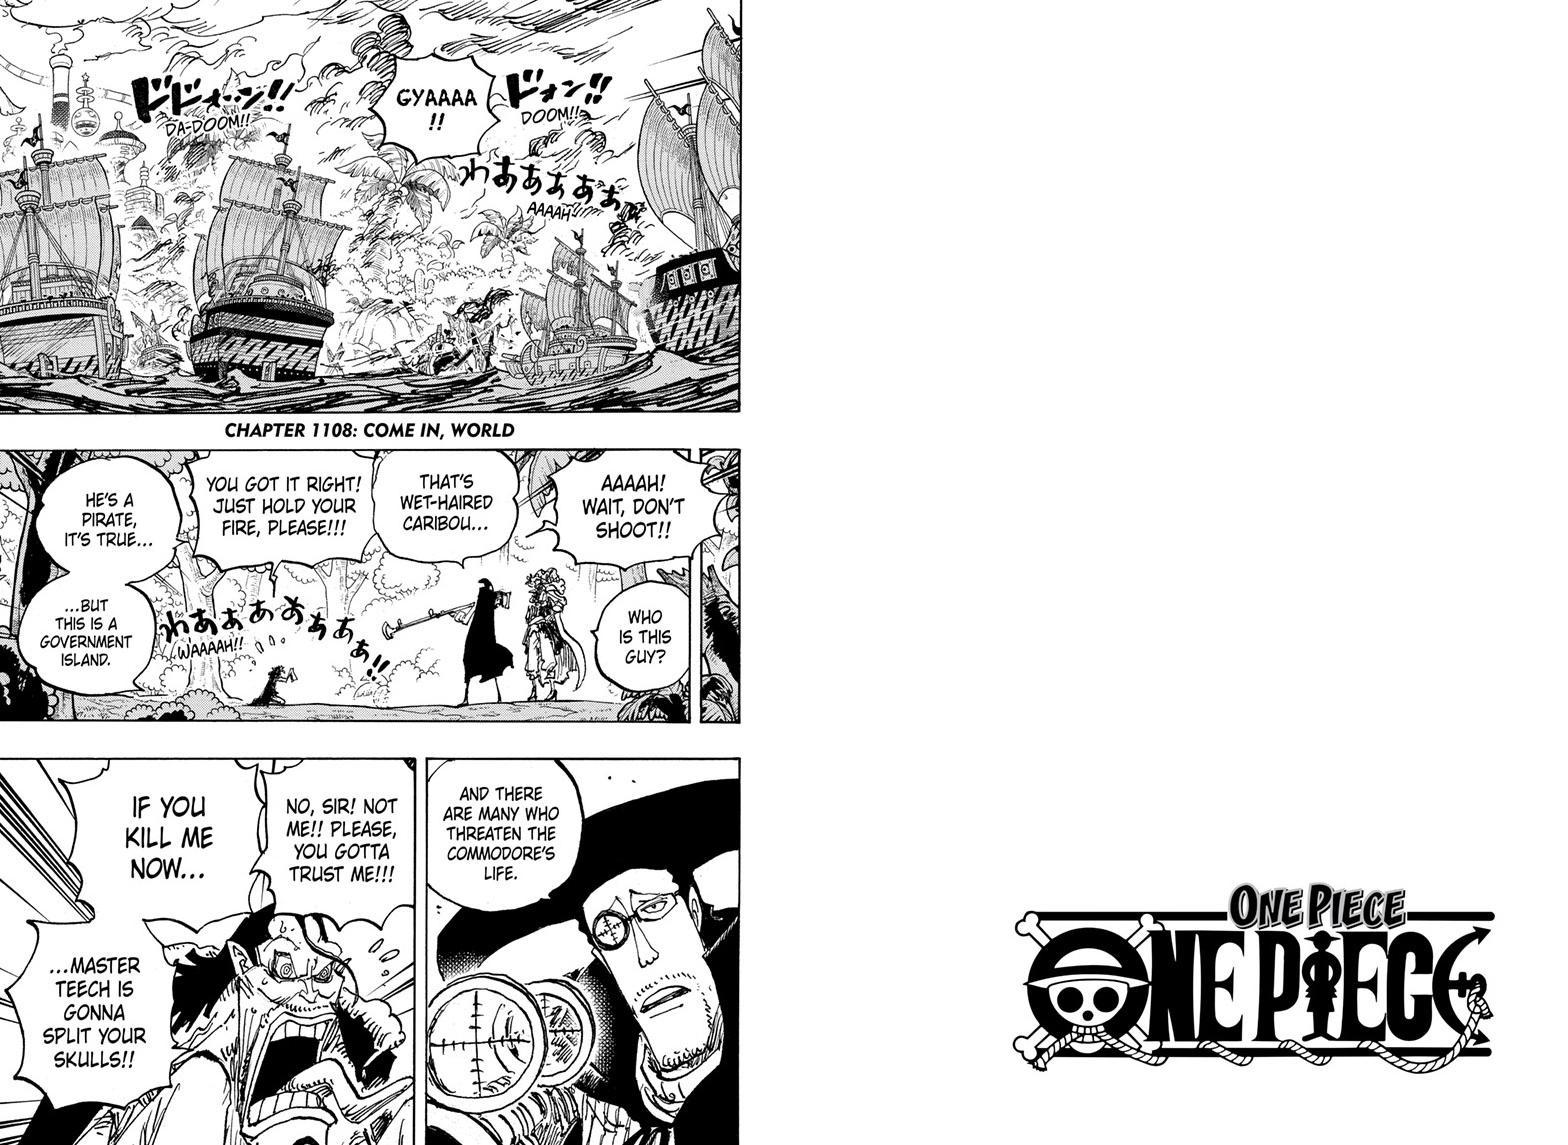 ドォン!!
DOOM!!
GYAAAA
!!
わあああああ
AAAAH
ドドォ…ン!!
DA-DOOM!!
CHAPTER 1108: COME IN, WORLD
AAAAH!
WAIT, DON'T
SHOOT!!
WHO
IS THIS
GUY?
THAT'S
WET-HAIRED
CARIBOU...
YOU GOT IT RIGHT!
JUST HOLD YOUR
FIRE, PLEASE!!!
わあああああああ!!
WAAAAH!!
HE'S A
PIRATE,
IT'S TRUE...
...BUT
THIS IS A
GOVERNMENT
ISLAND.
AND THERE
ARE MANY WHO
THREATEN THE
COMMODORE'S
LIFE.
NO, SIR! NOT
ME!! PLEASE,
YOU GOTTA
TRUST ME!!!
IF YOU
KILL ME
NOW...
...MASTER
TEECH IS
GONNA
SPLIT YOUR
SKULLS!!
ONE PIECE
ONE PIECE